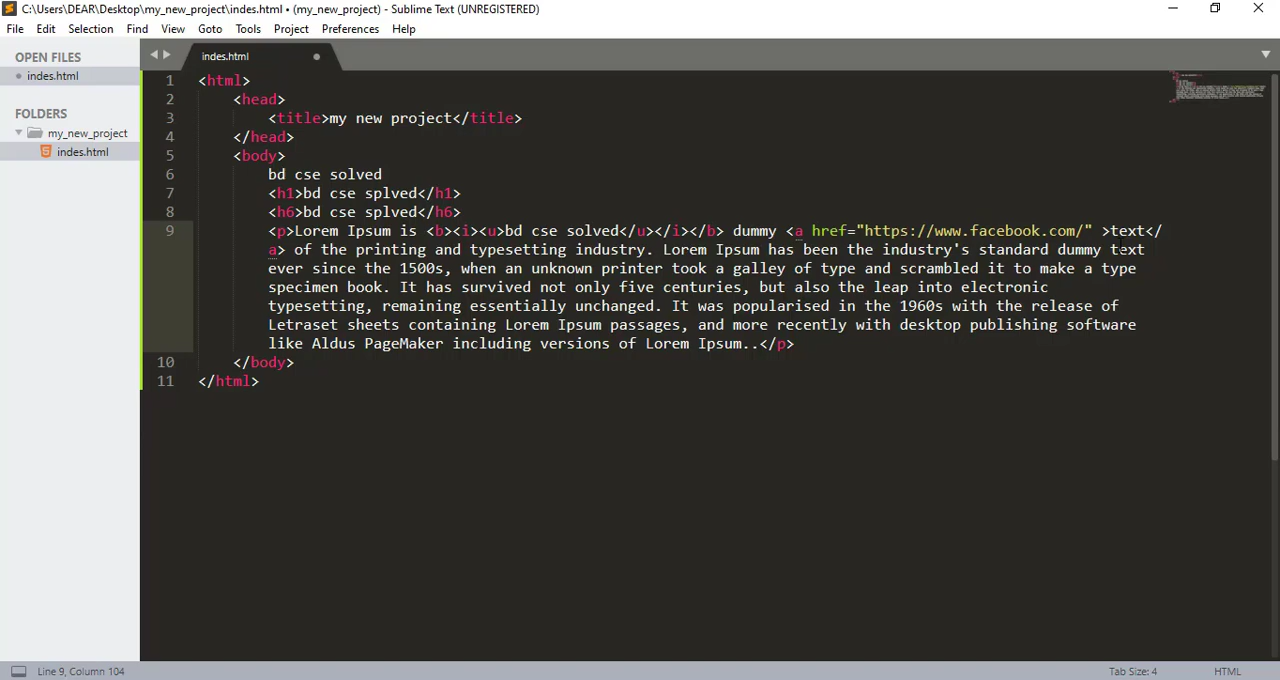 C:\Users\DEAR\Desktop\my_new_project\indes.html • (my_new_project) - Sublime Text (UNREGISTERED)
File Edit Selection Find View Goto Tools Project Preferences Help
OPEN FILES
indes.html
FOLDERS
my_new_project
indes.html
indes.html
1 <html>
2 <head>
3 <title>my new project</title>
4 </head>
5 <body>
6 bd cse solved
7 <h1>bd cse splved</h1>
8 <h6>bd cse splved</h6>
9 <p>Lorem Ipsum is <b><i><u>bd cse solved</u></i></b> dummy <a href="https://www.facebook.com/" >text</
a> of the printing and typesetting industry. Lorem Ipsum has been the industry's standard dummy text
ever since the 1500s, when an unknown printer took a galley of type and scrambled it to make a type
specimen book. It has survived not only five centuries, but also the leap into electronic
typesetting, remaining essentially unchanged. It was popularised in the 1960s with the release of
Letraset sheets containing Lorem Ipsum passages, and more recently with desktop publishing software
like Aldus PageMaker including versions of Lorem Ipsum..</p>
10 </body>
11 </html>
Line 9, Column 104
Tab Size: 4
HTML